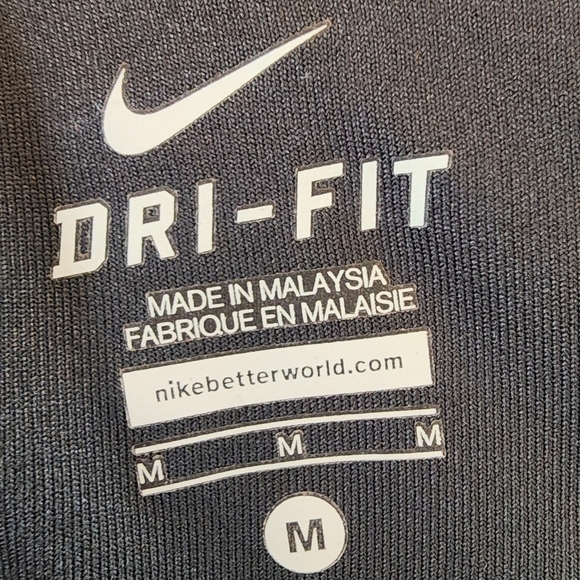 DRI-FIT
MADE IN MALAYSIA
FABRIQUE EN MALAISIE
nikebetterworld.com
M M M
M